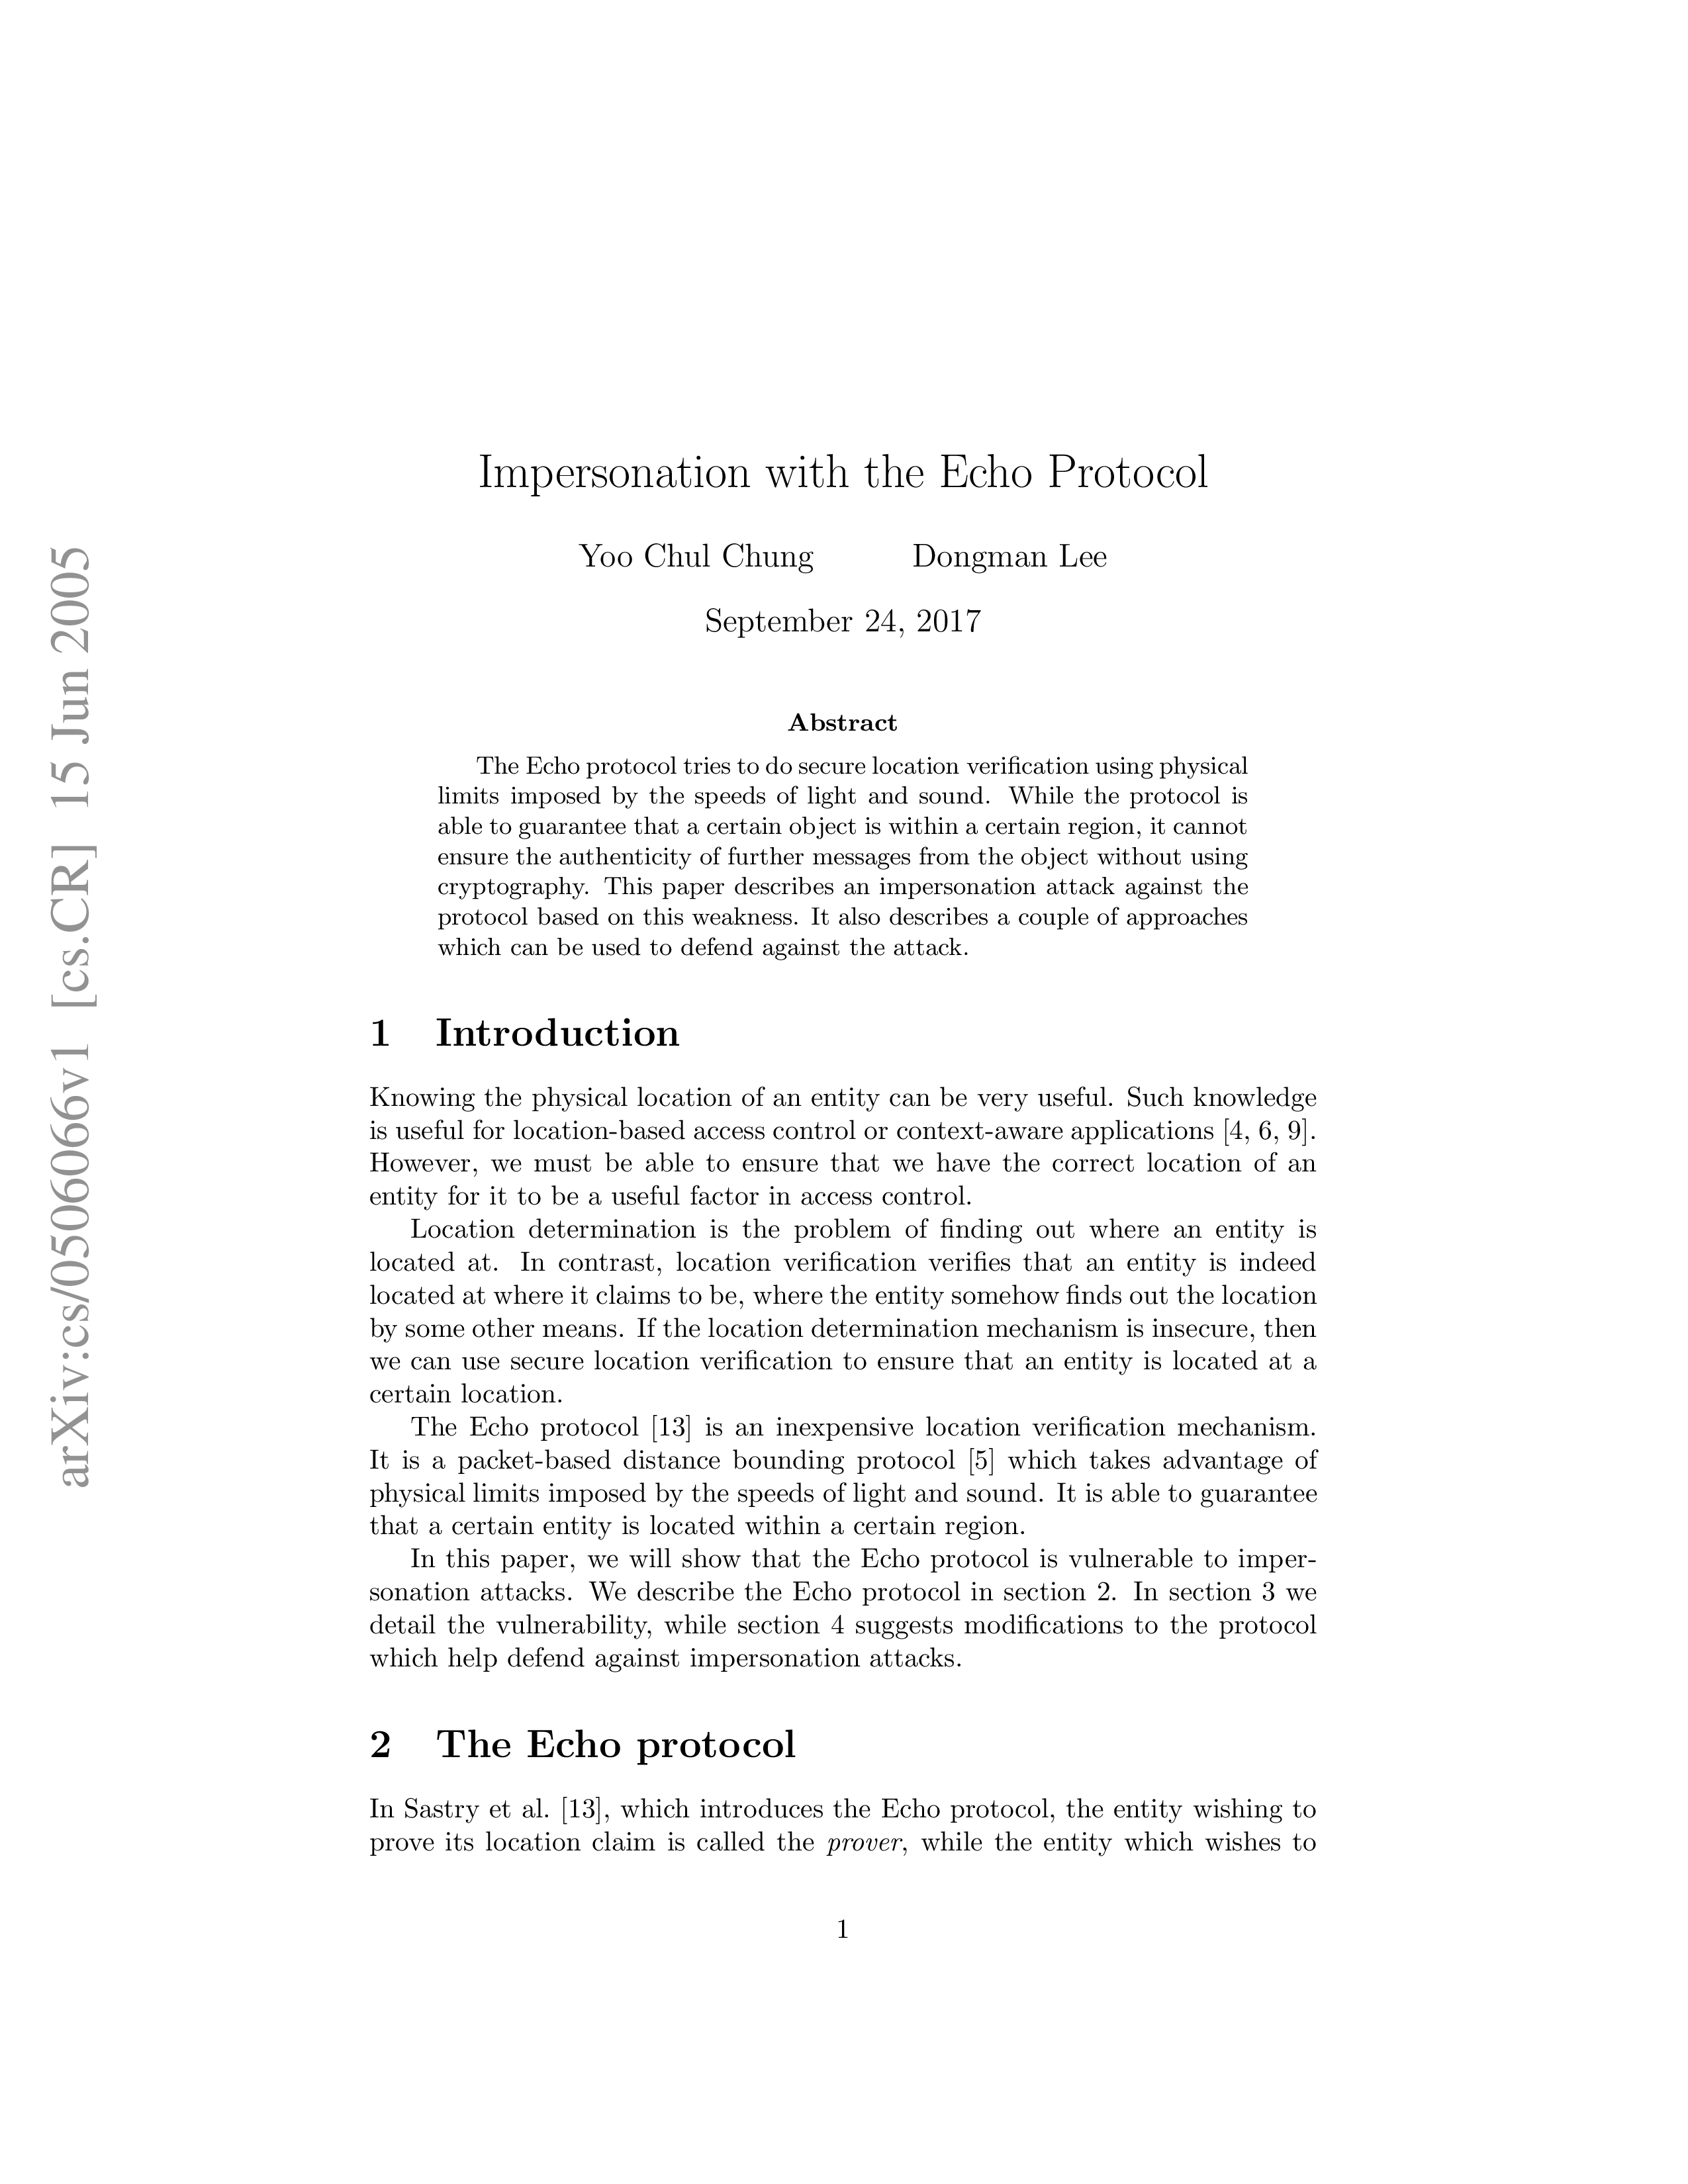 Impersonation with the Echo Protocol
Yoo Chul Chung Dongman Lee
September 24, 2017
Abstract
The Echo protocol tries to do secure location verification using physical
limits imposed by the speeds of light and sound. While the protocol is
able to guarantee that a certain object is within a certain region, it cannot
ensure the authenticity of further messages from the object without using
cryptography. This paper describes an impersonation attack against the
protocol based on this weakness. It also describes a couple of approaches
which can be used to defend against the attack.
1 Introduction
Knowing the physical location of an entity can be very useful. Such knowledge
is useful for location-based access control or context-aware applications [4, 6, 9].
However, we must be able to ensure that we have the correct location of an
entity for it to be a useful factor in access control.
Location determination is the problem of finding out where an entity is
located at. In contrast, location verification verifies that an entity is indeed
located at where it claims to be, where the entity somehow finds out the location
by some other means. If the location determination mechanism is insecure, then
we can use secure location verification to ensure that an entity is located at a
certain location.
The Echo protocol [13] is an inexpensive location verification mechanism.
It is a packet-based distance bounding protocol [5] which takes advantage of
physical limits imposed by the speeds of light and sound. It is able to guarantee
that a certain entity is located within a certain region.
In this paper, we will show that the Echo protocol is vulnerable to imper-
sonation attacks. We describe the Echo protocol in section 2. In section 3 we
detail the vulnerability, while section 4 suggests modifications to the protocol
which help defend against impersonation attacks.
2 The Echo protocol
In Sastry et al. [13], which introduces the Echo protocol, the entity wishing to
prove its location claim is called the prover, while the entity which wishes to
1
arXiv:cs/0506066v1 [cs.CR] 15 Jun 2005